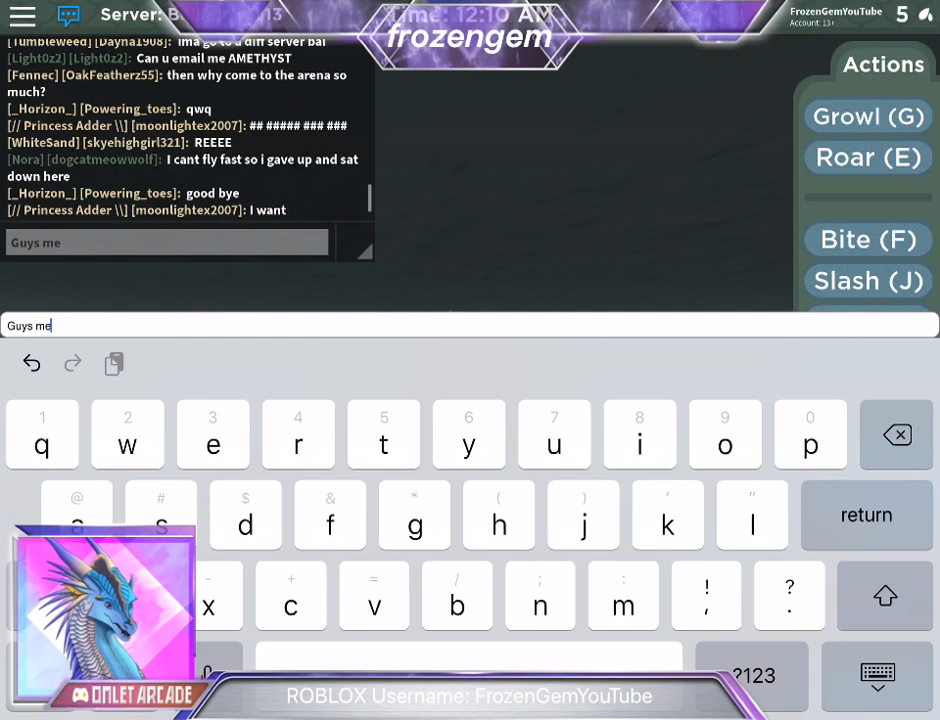 Server: B 13
Time: 12:10 AM
frozengem
FrozenGemYouTube
Account: 13+
5
[Tumbleweed] [Dayna1908]: ima go to a diff server bai
[Light0z2] [Light0z2]: Can u email me AMETHYST
[Fennec] [OakFeatherz55]: then why come to the arena so
much?
[_Horizon_] [Powering_toes]: qwq
[// Princess Adder \\] [moonlightex2007]: ## ##### ### ###
[WhiteSand] [skyehighgirl321]: REEEE
[Nora] [dogcatmeowwolf]: I cant fly fast so i gave up and sat
down here
[_Horizon_] [Powering_toes]: good bye
[// Princess Adder \\] [moonlightex2007]: I want
Guys me
Actions
Growl (G)
Roar (E)
Bite (F)
Slash (J)
Guys me
1 2 3 4 5 6 7 8 9 0
q w e r t y u i o p
@ # $ & * ( ) ' "
a s d f g h j k l return
- + = / ; : ! ?
x c v b n m , .
?123
OMLET ARCADE
ROBLOX Username: FrozenGemYouTube